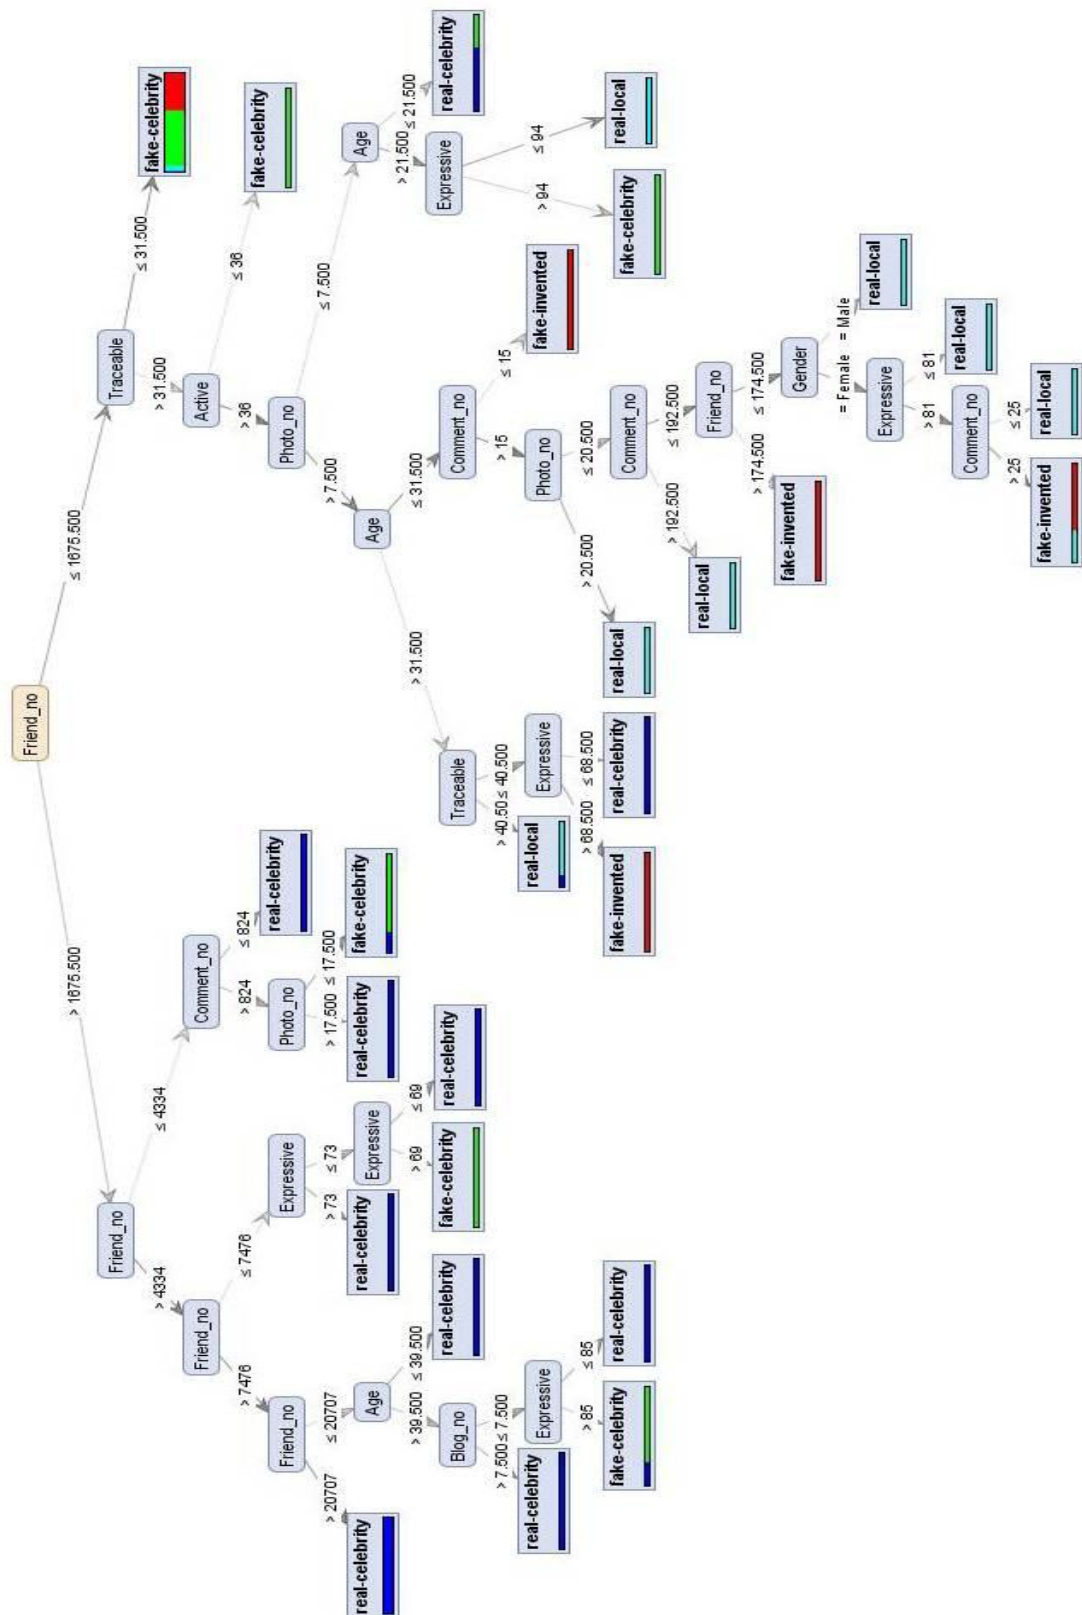 Friend_no
> 1675.500 ≤ 1675.500
Friend_no Traceable
> 4334 ≤ 4334 > 31.500 ≤ 31.500
Friend_no Comment_no Active fake-celebrity
> 7476 ≤ 7476 > 824 ≤ 824 > 36 ≤ 36
Friend_no Expressive Photo_no real-celebrity Photo_no fake-celebrity
> 20707 ≤ 20707 > 73 ≤ 73 > 17.500 ≤ 17.500 > 7.500 ≤ 7.500
real-celebrity Age real-celebrity Expressive real-celebrity fake-celebrity Age Age
> 39.500 ≤ 39.500 > 69 ≤ 69 > 31.500 ≤ 31.500 > 21.500 ≤ 21.500
Blog_no real-celebrity fake-celebrity real-celebrity Traceable Comment_no Expressive real-celebrity
> 7.500 ≤ 7.500 > 40.50 ≤ 40.500 > 15 ≤ 15 > 94 ≤ 94
real-celebrity Expressive real-local Expressive Photo_no fake-invented
> 85 ≤ 85 > 68.500 ≤ 68.500 > 20.500 ≤ 20.500
fake-celebrity real-celebrity fake-invented real-celebrity real-local Comment_no fake-celebrity real-local
> 192.500 ≤ 192.500
real-local Friend_no
> 174.500 ≤ 174.500
fake-invented Gender
= Female = Male
Expressive real-local
> 81 ≤ 81
Comment_no real-local
> 25 ≤ 25
fake-invented real-local